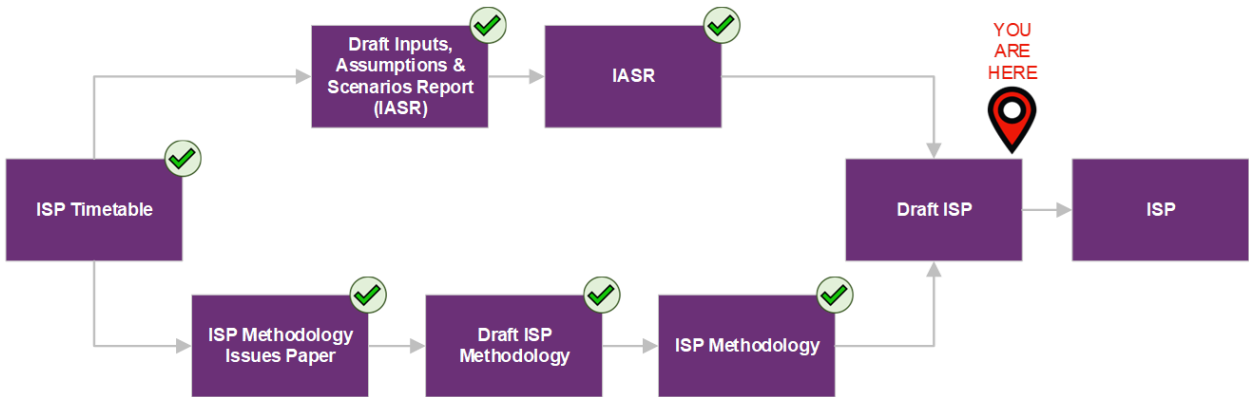 YOU
ARE
HERE
Draft Inputs,
Assumptions &
Scenarios Report
(IASR)
IASR
ISP Timetable
Draft ISP
ISP
ISP Methodology
Issues Paper
Draft ISP
Methodology
ISP Methodology